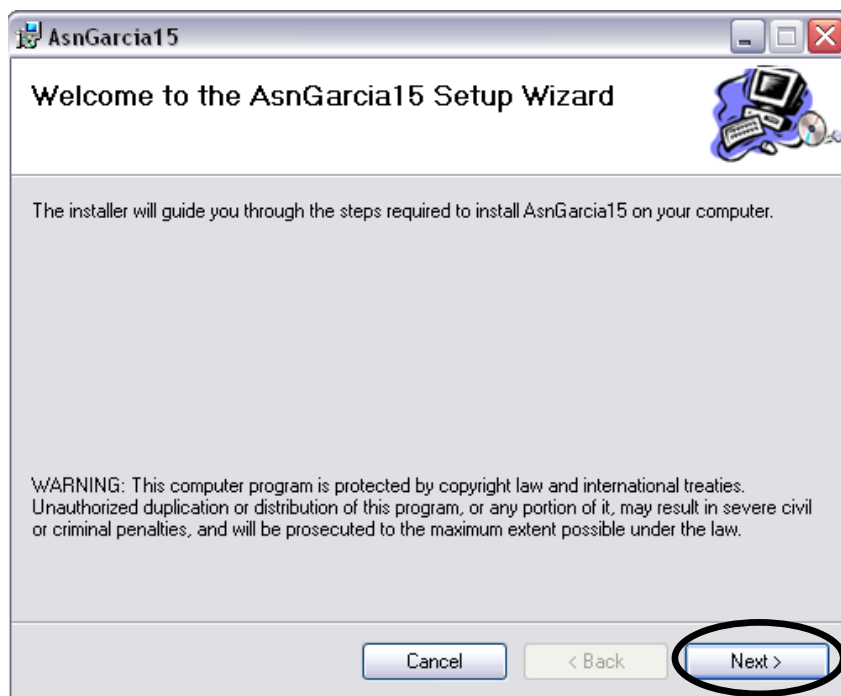 AsnGarcia15
Welcome to the AsnGarcia15 Setup Wizard
The installer will guide you through the steps required to install AsnGarcia15 on your computer.
WARNING: This computer program is protected by copyright law and international treaties.
Unauthorized duplication or distribution of this program, or any portion of it, may result in severe civil
or criminal penalties, and will be prosecuted to the maximum extent possible under the law.
Cancel
< Back
Next >